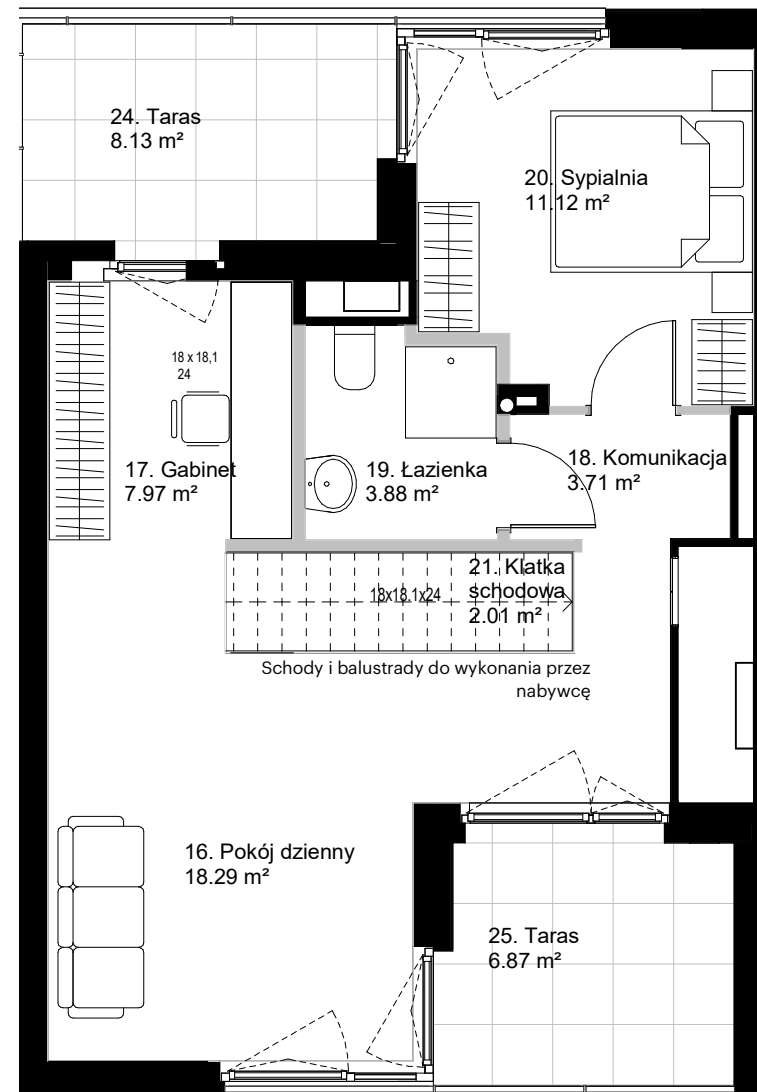 24. Taras
8.13 m²
20. Sypialnia
11.12 m²
18 x 18,1
24
17. Gabinet
7.97 m²
19. Łazienka
3.88 m²
18. Komunikacja
3.71 m²
18x18.1x24
21. Klatka
schodowa
2.01 m²
Schody i balustrady do wykonania przez
nabywcę
16. Pokój dzienny
18.29 m²
25. Taras
6.87 m²